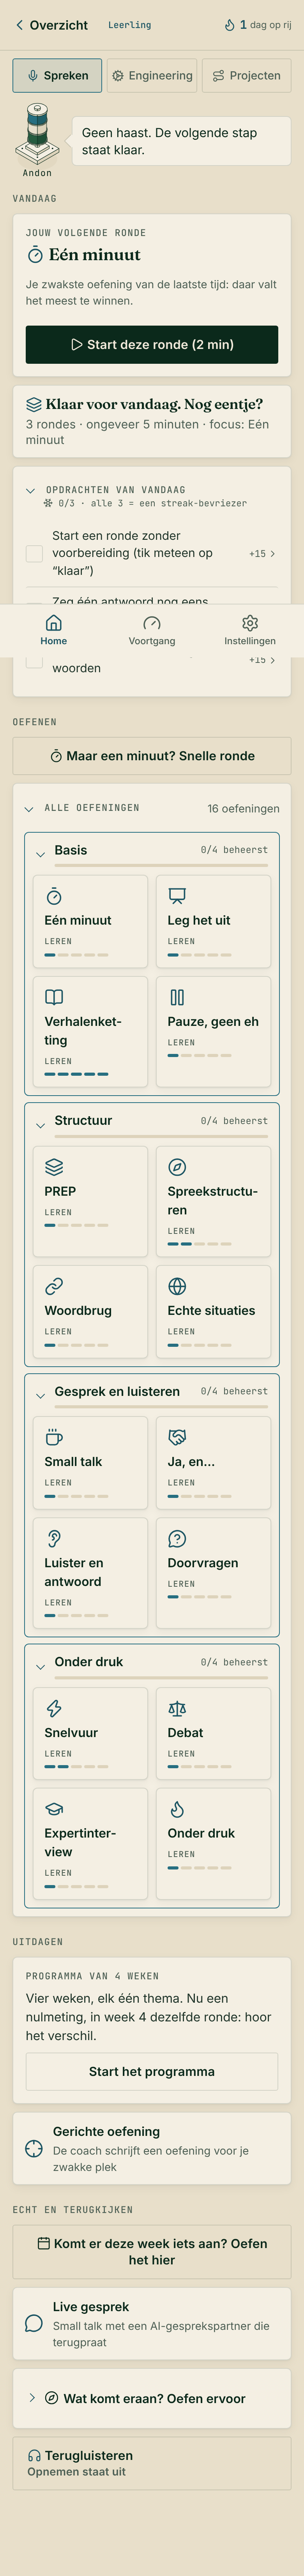 Overzicht
Leerling
1 dag op rij
Spreken
Engineering
Projecten
Geen haast. De volgende stap
staat klaar.
Andon
VANDAAG
JOUW VOLGENDE RONDE
Eén minuut
Je zwakste oefening van de laatste tijd: daar valt
het meest te winnen.
Start deze ronde (2 min)
Klaar voor vandaag. Nog eentje?
3 rondes · ongeveer 5 minuten · focus: Eén
minuut
OPDRACHTEN VAN VANDAAG
0/3 · alle 3 = een streak-bevriezer
Start een ronde zonder
voorbereiding (tik meteen op
“klaar”)
+15
Zeg één antwoord nog eens
Home
Voortgang
Instellingen
woorden
+15
OEFENEN
Maar een minuut? Snelle ronde
ALLE OEFENINGEN
16 oefeningen
Basis
0/4 beheerst
Eén minuut
LEREN
Leg het uit
LEREN
Verhalenket-
ting
LEREN
Pauze, geen eh
LEREN
Structuur
0/4 beheerst
PREP
LEREN
Spreekstructu-
ren
LEREN
Woordbrug
LEREN
Echte situaties
LEREN
Gesprek en luisteren
0/4 beheerst
Small talk
LEREN
Ja, en...
LEREN
Luister en
antwoord
LEREN
Doorvragen
LEREN
Onder druk
0/4 beheerst
Snelvuur
LEREN
Debat
LEREN
Expertinter-
view
LEREN
Onder druk
LEREN
UITDAGEN
PROGRAMMA VAN 4 WEKEN
Vier weken, elk één thema. Nu een
nulmeting, in week 4 dezelfde ronde: hoor
het verschil.
Start het programma
Gerichte oefening
De coach schrijft een oefening voor je
zwakke plek
ECHT EN TERUGKIJKEN
Komt er deze week iets aan? Oefen
het hier
Live gesprek
Small talk met een AI-gesprekspartner die
terugpraat
Wat komt eraan? Oefen ervoor
Terugluisteren
Opnemen staat uit